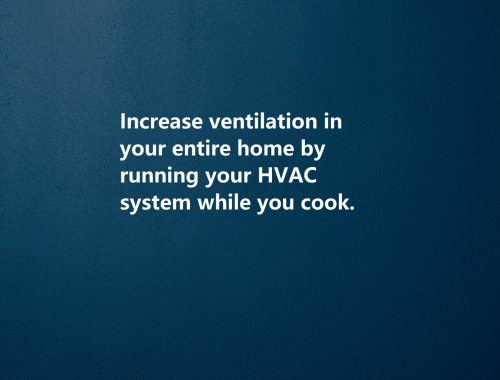 Increase ventilation in
your entire home by
running your HVAC
system while you cook.